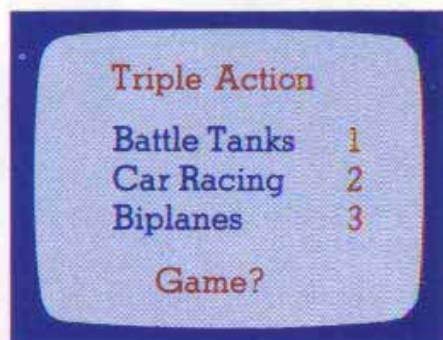 Triple Action
Battle Tanks 1
Car Racing 2
Biplanes 3
Game?